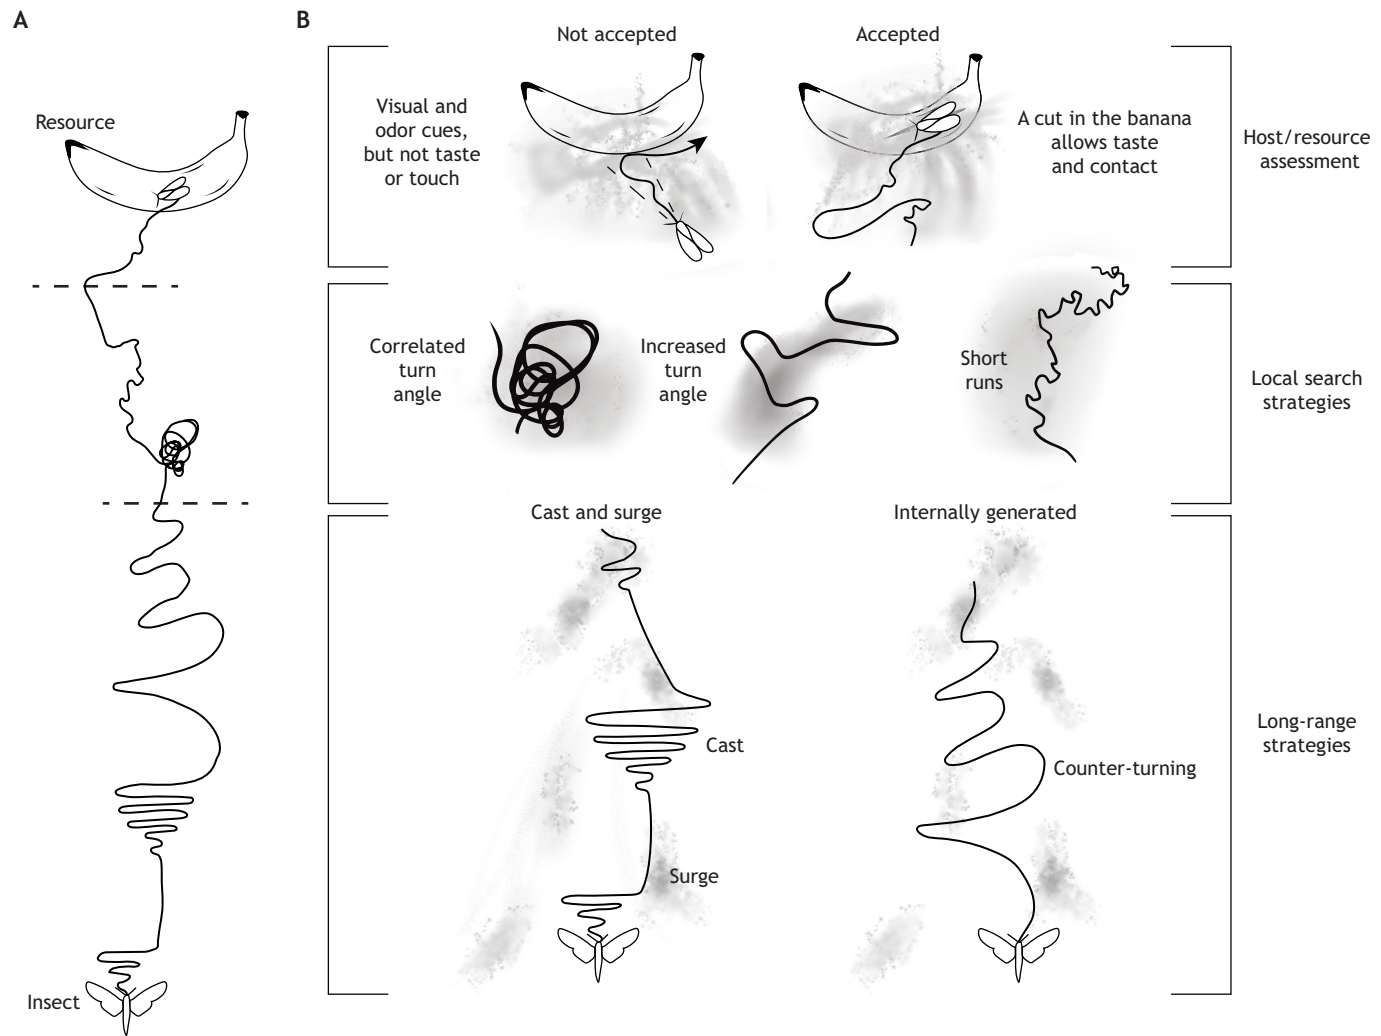 A
Resource
Insect
B
Not accepted
Accepted
Visual and
odor cues,
but not taste
or touch
A cut in the banana
allows taste
and contact
Host/resource
assessment
Correlated
turn
angle
Increased
turn
angle
Short
runs
Local search
strategies
Cast and surge
Internally generated
Cast
Counter-turning
Surge
Long-range
strategies